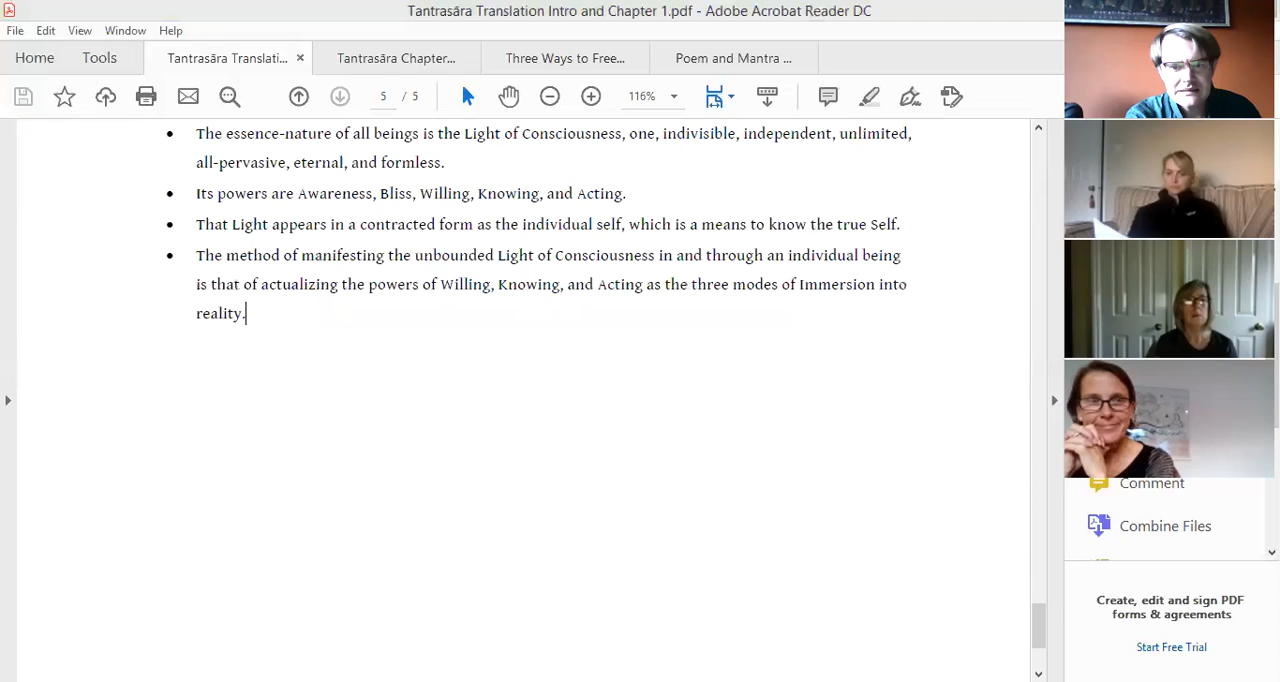 Tantrasāra Translation Intro and Chapter 1.pdf - Adobe Acrobat Reader DC
File Edit View Window Help
Home Tools Tantrasāra Translati... × Tantrasāra Chapter... Three Ways to Free... Poem and Mantra ...
5 / 5 116%
• The essence-nature of all beings is the Light of Consciousness, one, indivisible, independent, unlimited,
all-pervasive, eternal, and formless.
• Its powers are Awareness, Bliss, Willing, Knowing, and Acting.
• That Light appears in a contracted form as the individual self, which is a means to know the true Self.
• The method of manifesting the unbounded Light of Consciousness in and through an individual being
is that of actualizing the powers of Willing, Knowing, and Acting as the three modes of Immersion into
reality.
Comment
Combine Files
Create, edit and sign PDF
forms & agreements
Start Free Trial